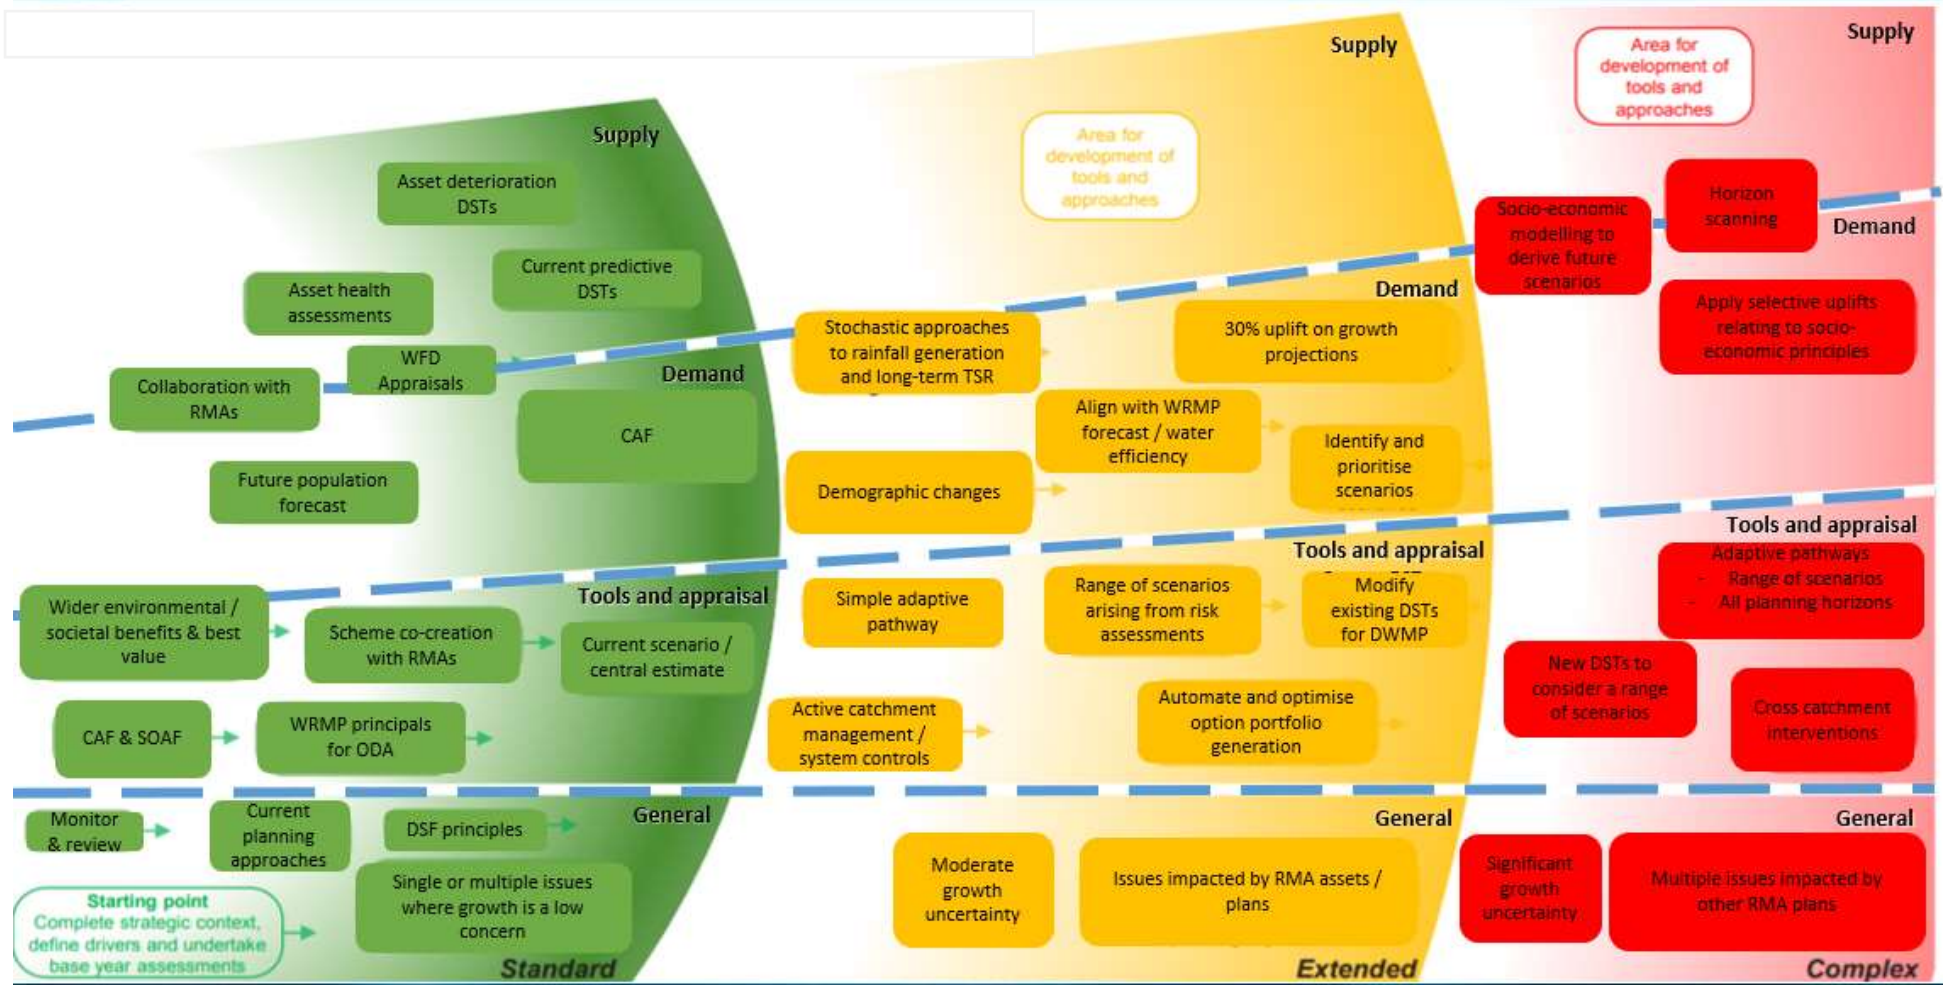 Supply
Asset deterioration
DSTs
Current predictive
DSTs
Asset health
assessments
WFD
Appraisals
Collaboration with
RMAs
Demand
CAF
Future population
forecast
Tools and appraisal
Wider environmental /
societal benefits & best
value
Scheme co-creation
with RMAs
Current scenario /
central estimate
CAF & SOAF
WRMP principals
for ODA
General
Monitor
& review
Current
planning
approaches
DSF principles
Single or multiple issues
where growth is a low
concern
Starting point
Complete strategic context,
define drivers and undertake
base year assessments
Standard
Supply
Area for
development of
tools and
approaches
Demand
Stochastic approaches
to rainfall generation
and long-term TSR
30% uplift on growth
projections
Align with WRMP
forecast / water
efficiency
Identify and
prioritise
scenarios
Demographic changes
Tools and appraisal
Simple adaptive
pathway
Range of scenarios
arising from risk
assessments
Modify
existing DSTs
for DWMP
Active catchment
management /
system controls
Automate and optimise
option portfolio
generation
General
Moderate
growth
uncertainty
Issues impacted by RMA assets /
plans
Extended
Supply
Area for
development of
tools and
approaches
Horizon
scanning
Socio-economic
modelling to
derive future
scenarios
Demand
Apply selective uplifts
relating to socio-
economic principles
Tools and appraisal
Adaptive pathways
- Range of scenarios
- All planning horizons
New DSTs to
consider a range
of scenarios
Cross catchment
interventions
General
Significant
growth
uncertainty
Multiple issues impacted by
other RMA plans
Complex